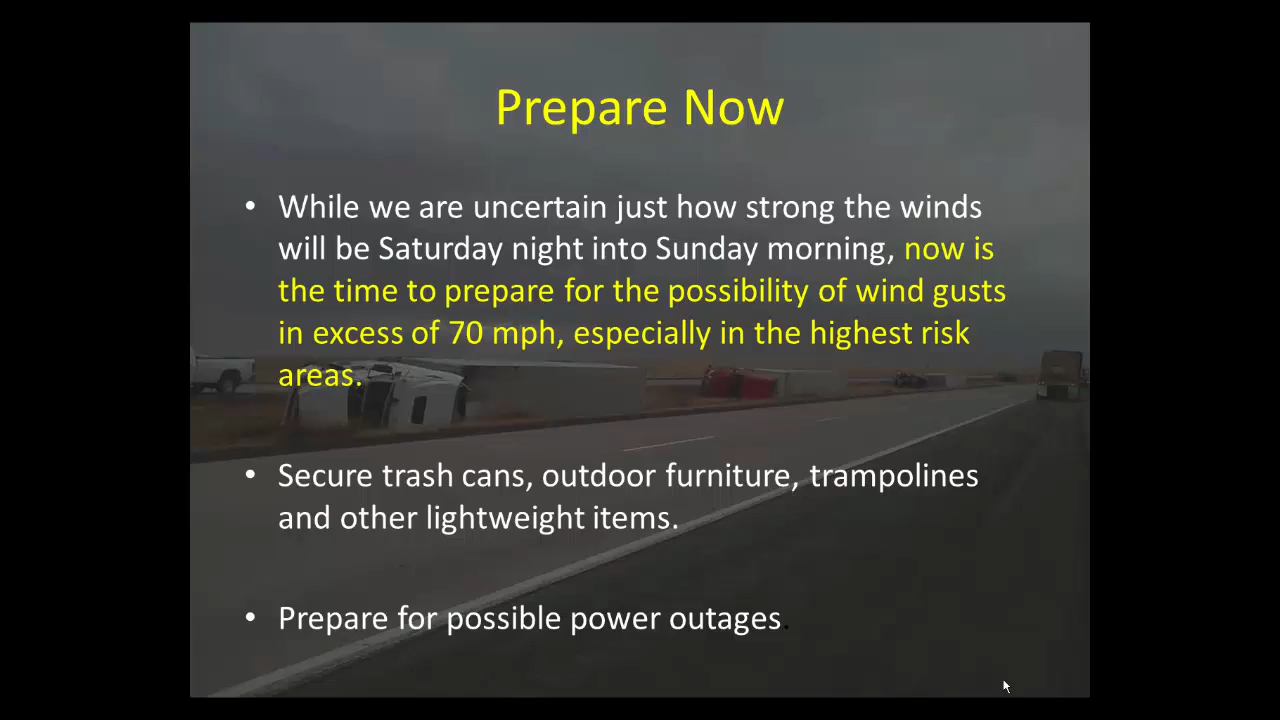 Prepare Now
• While we are uncertain just how strong the winds
will be Saturday night into Sunday morning, now is
the time to prepare for the possibility of wind gusts
in excess of 70 mph, especially in the highest risk
areas.
• Secure trash cans, outdoor furniture, trampolines
and other lightweight items.
• Prepare for possible power outages.